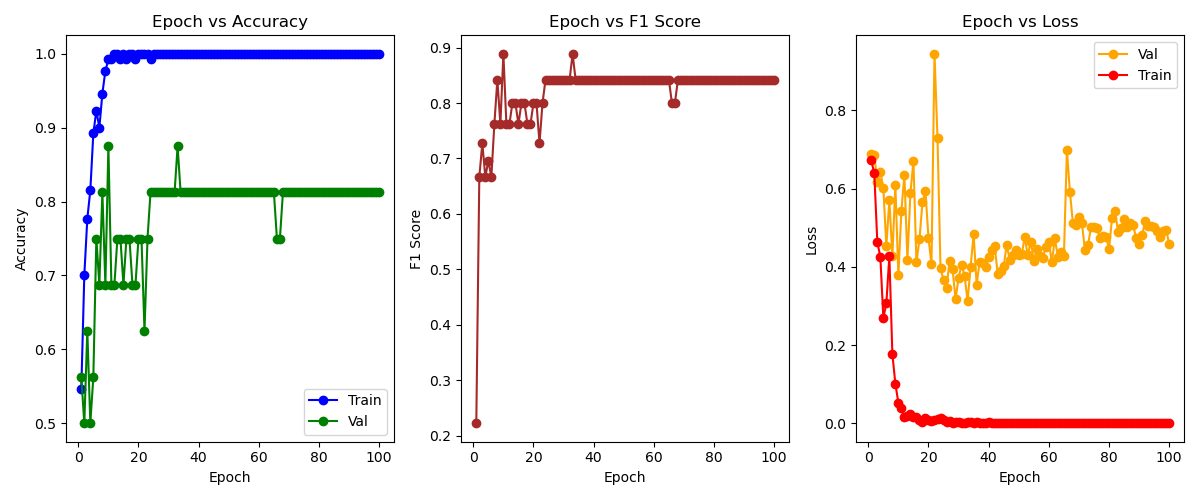 Epoch vs Accuracy
1.0
0.9
0.8
0.7
0.6
0.5
Accuracy
0 20 40 60 80 100
Epoch
Train
Val
Epoch vs F1 Score
0.9
0.8
0.7
0.6
0.5
0.4
0.3
0.2
F1 Score
0 20 40 60 80 100
Epoch
Epoch vs Loss
0.8
0.6
0.4
0.2
0.0
Loss
0 20 40 60 80 100
Epoch
Val
Train